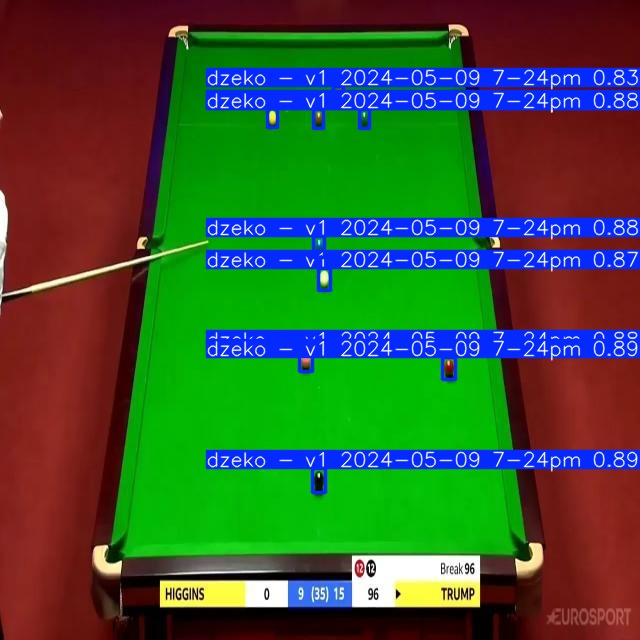 dzeko - v1 2024-05-09 7-24pm 0.83
dzeko - v1 2024-05-09 7-24pm 0.88
dzeko - v1 2024-05-09 7-24pm 0.88
dzeko - v1 2024-05-09 7-24pm 0.87
dzeko - v1 2024-05-09 7-24pm 0.89
dzeko - v1 2024-05-09 7-24pm 0.89
12 12 Break 96
HIGGINS 0 9 (35) 15 96 TRUMP
EUROSPORT